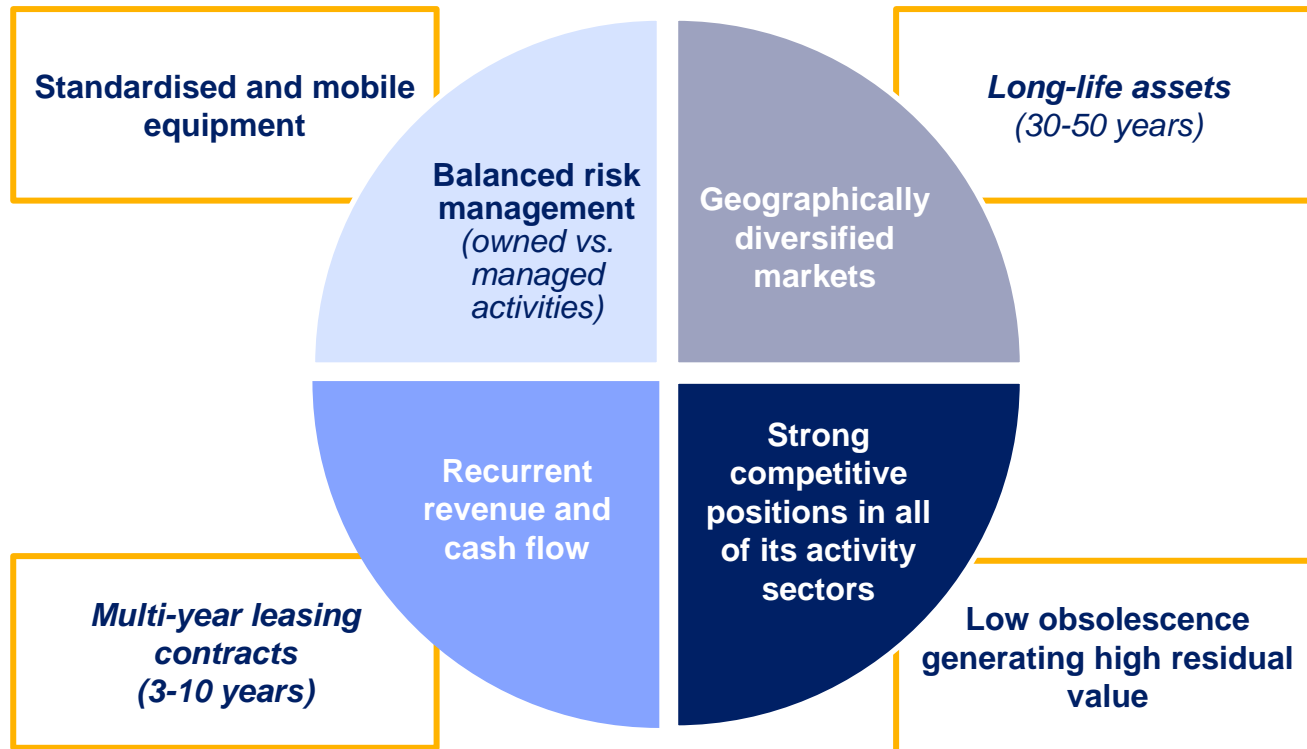 Standardised and mobile
equipment
Long-life assets
(30-50 years)
Balanced risk
management
(owned vs.
managed
activities)
Geographically
diversified
markets
Recurrent
revenue and
cash flow
Strong
competitive
positions in all
of its activity
sectors
Multi-year leasing
contracts
(3-10 years)
Low obsolescence
generating high residual
value